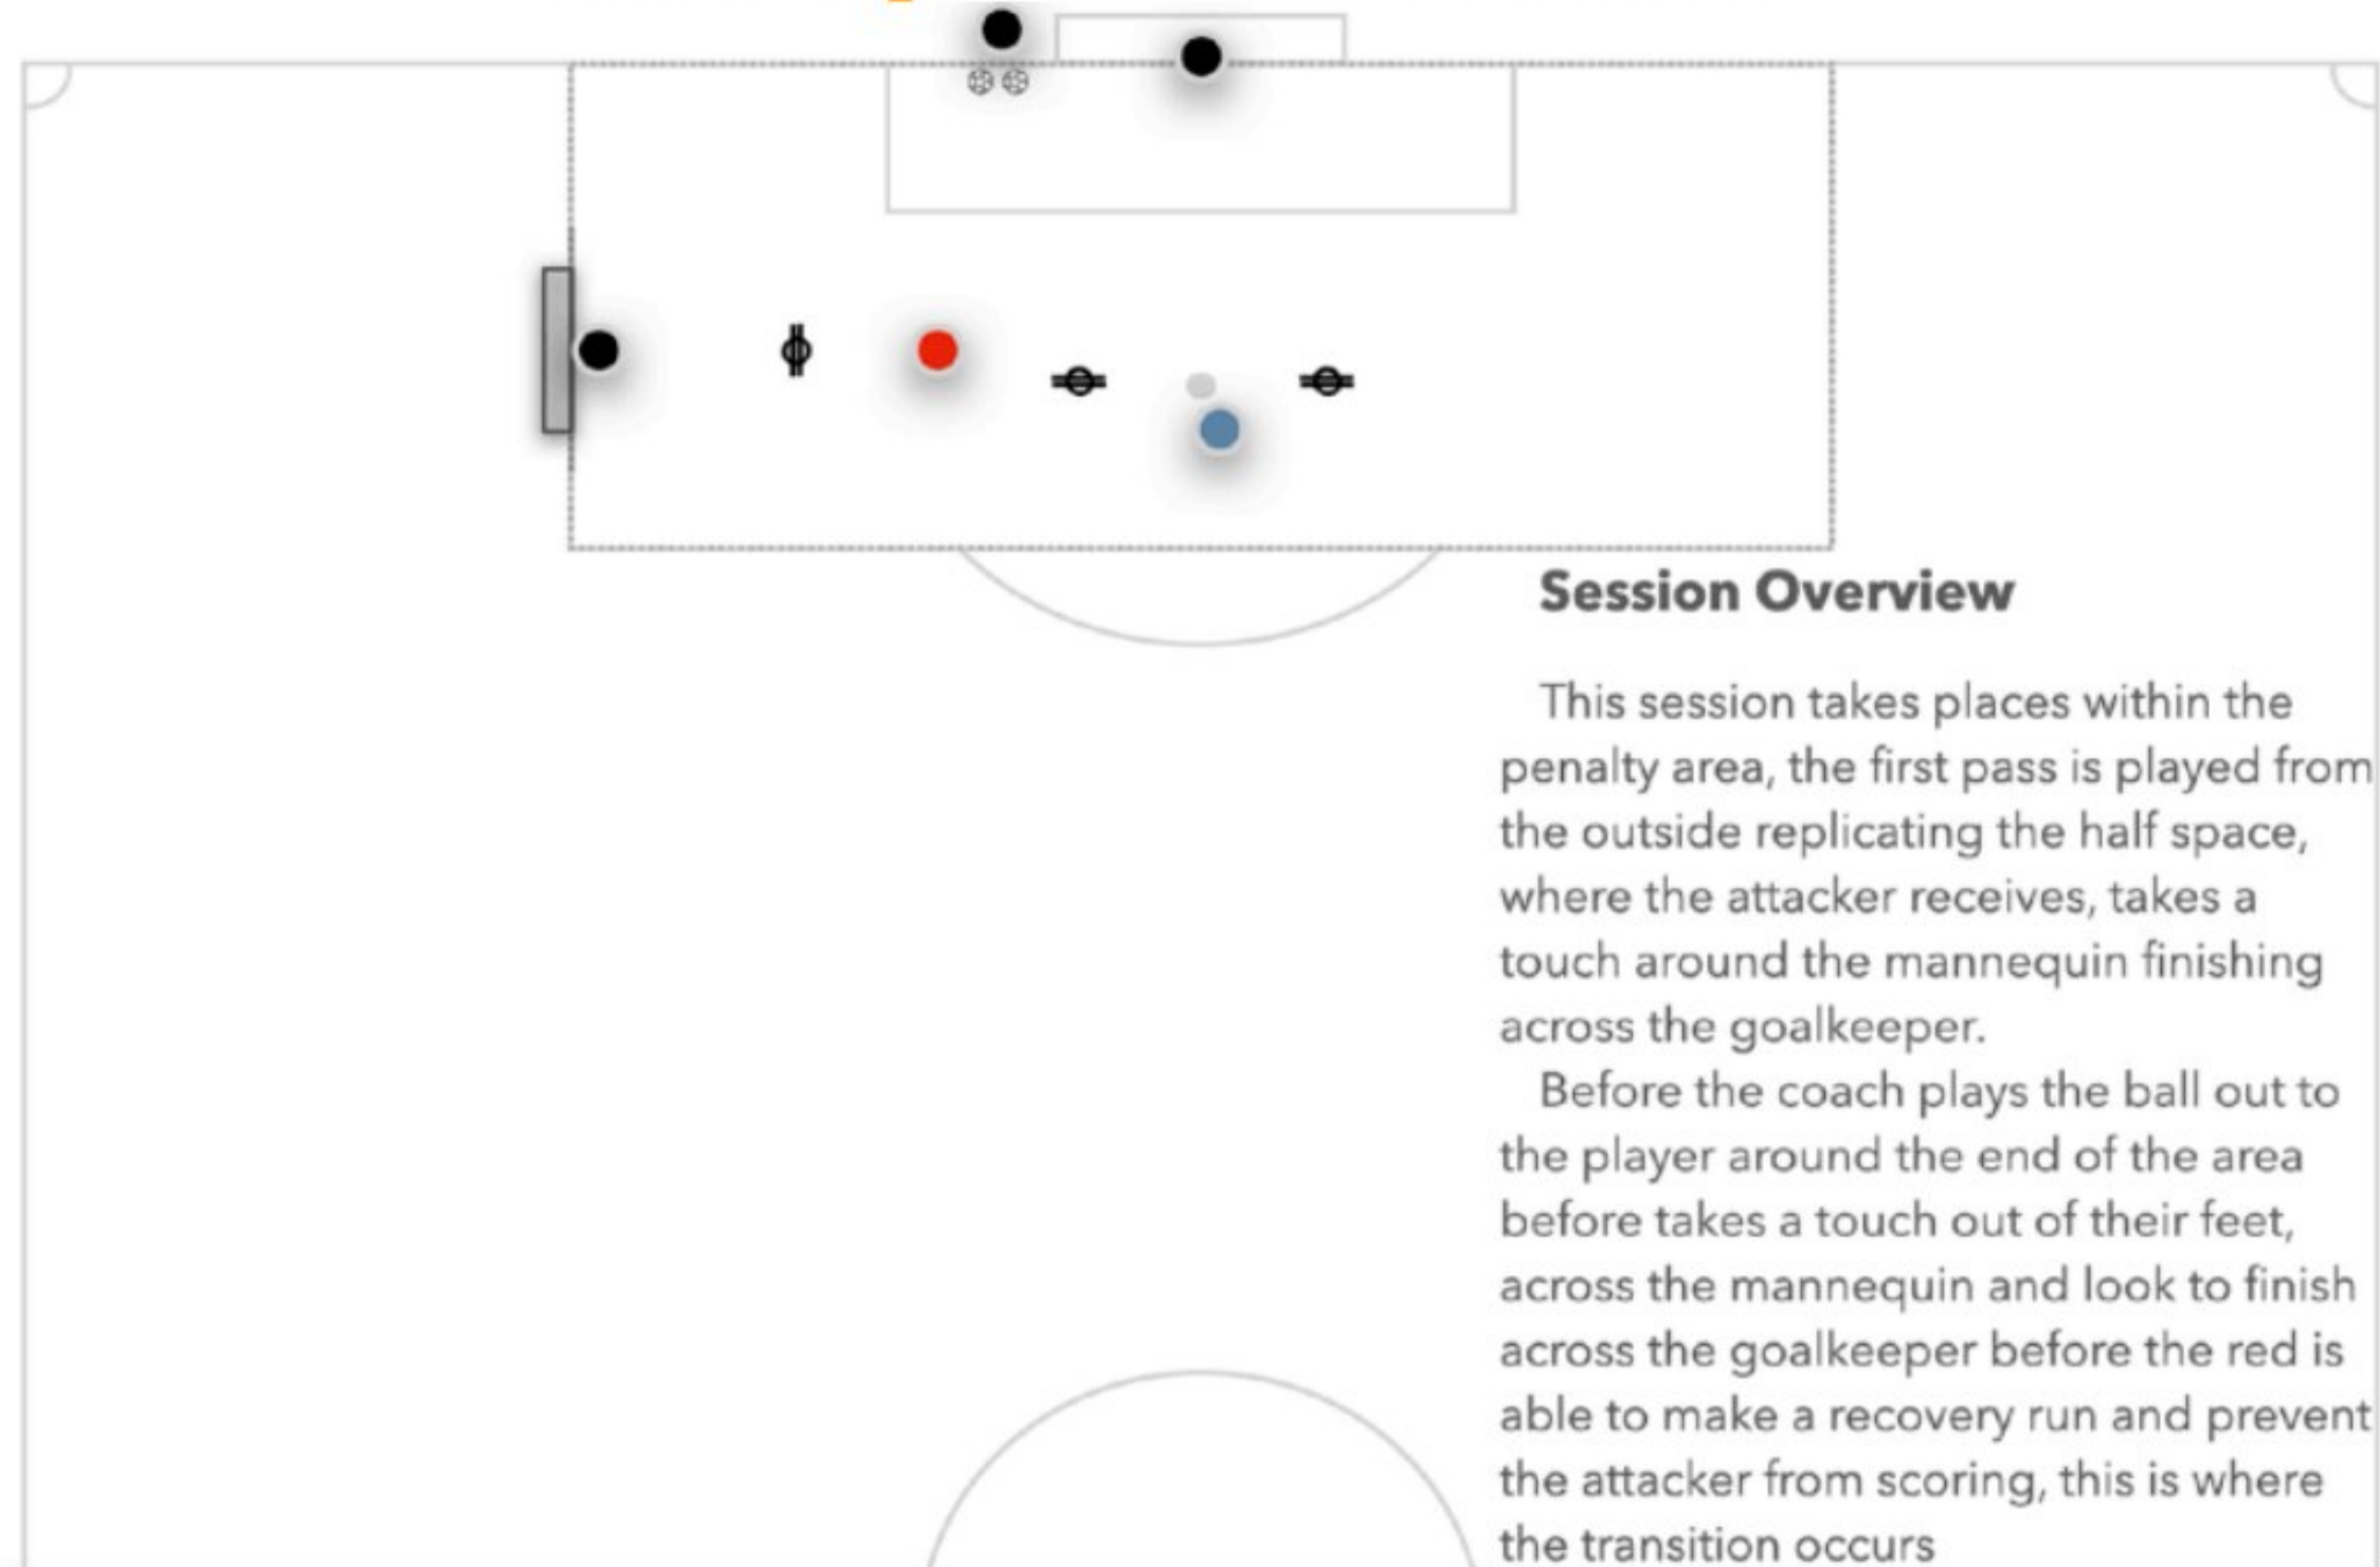 Session Overview
This session takes places within the
penalty area, the first pass is played from
the outside replicating the half space,
where the attacker receives, takes a
touch around the mannequin finishing
across the goalkeeper.
Before the coach plays the ball out to
the player around the end of the area
before takes a touch out of their feet,
across the mannequin and look to finish
across the goalkeeper before the red is
able to make a recovery run and prevent
the attacker from scoring, this is where
the transition occurs